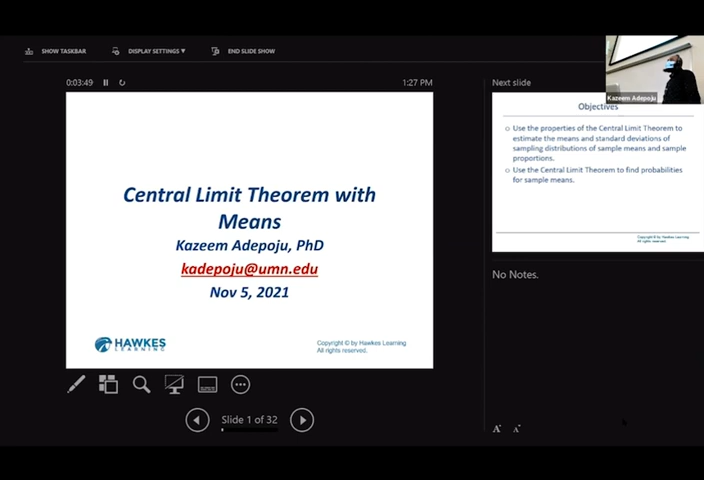 SHOW TASKBAR
DISPLAY SETTINGS ▼
END SLIDE SHOW
0:03:49
1:27 PM
Central Limit Theorem with
Means
Kazeem Adepoju, PhD
kadepoju@umn.edu
Nov 5, 2021
HAWKES
LEARNING
Copyright © by Hawkes Learning
All rights reserved.
Slide 1 of 32
Next slide
Kazeem Adepoju
Objectives
Use the properties of the Central Limit Theorem to
estimate the means and standard deviations of
sampling distributions of sample means and sample
proportions.
Use the Central Limit Theorem to find probabilities
for sample means.
Copyright © by Hawkes Learning
All rights reserved.
No Notes.
A A